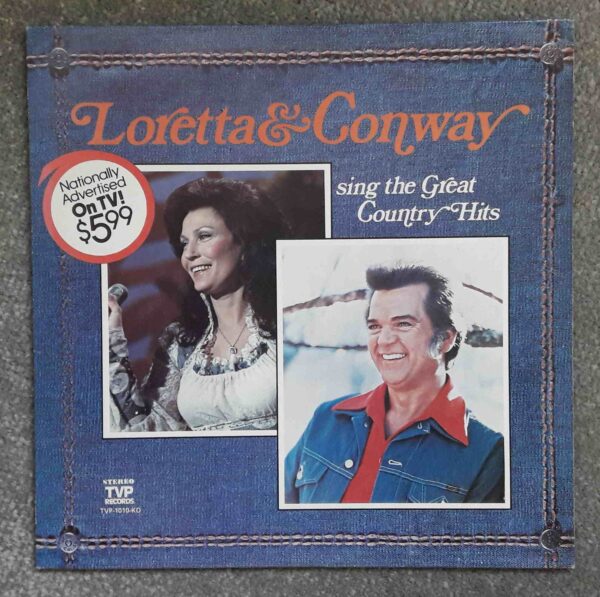 Loretta & Conway
sing the Great
Country Hits
Nationally
Advertised
On TV!
$5.99
STEREO
TVP
RECORDS.
TVP-1010-KO